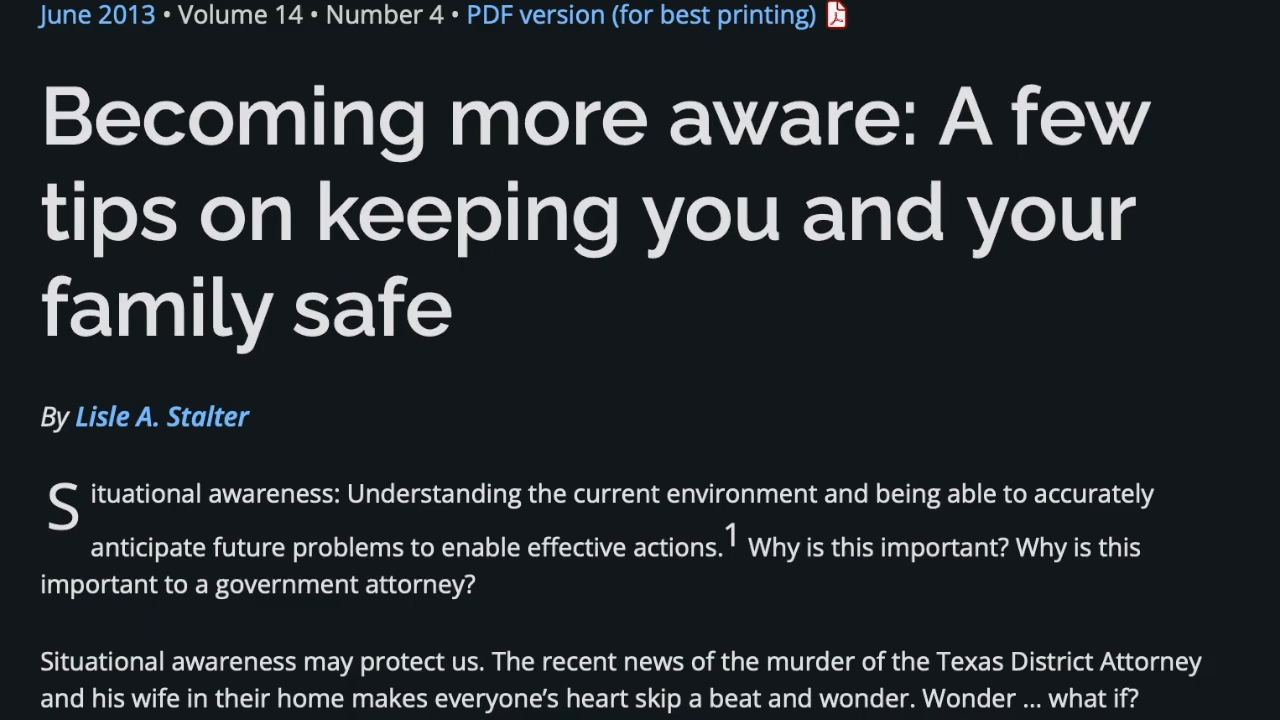 June 2013 • Volume 14 • Number 4 • PDF version (for best printing)
Becoming more aware: A few
tips on keeping you and your
family safe
By Lisle A. Stalter
Situational awareness: Understanding the current environment and being able to accurately
anticipate future problems to enable effective actions.1 Why is this important? Why is this
important to a government attorney?
Situational awareness may protect us. The recent news of the murder of the Texas District Attorney
and his wife in their home makes everyone’s heart skip a beat and wonder. Wonder ... what if?